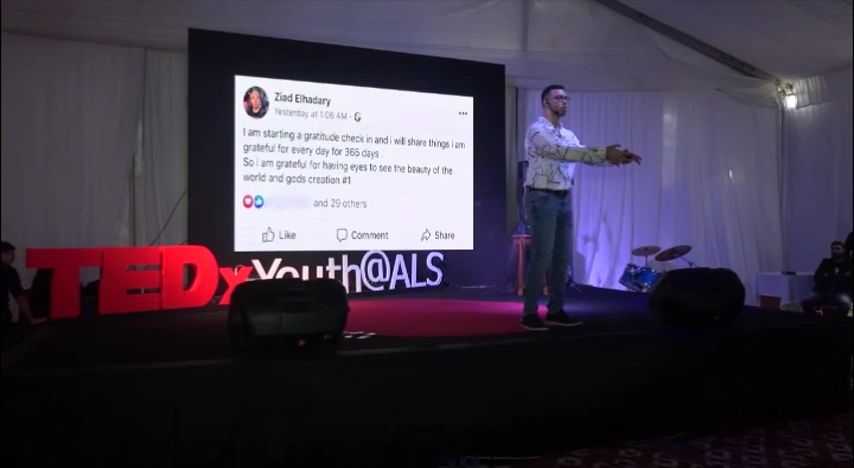 Ziad Elhadary
Yesterday at 1:06 AM ·
I am starting a gratitude check in and i will share things i am
grateful for every day for 365 days .
So i am grateful for having eyes to see the beauty of the
world and gods creation #1
and 29 others
Like Comment Share
TEDxYouth@ALS